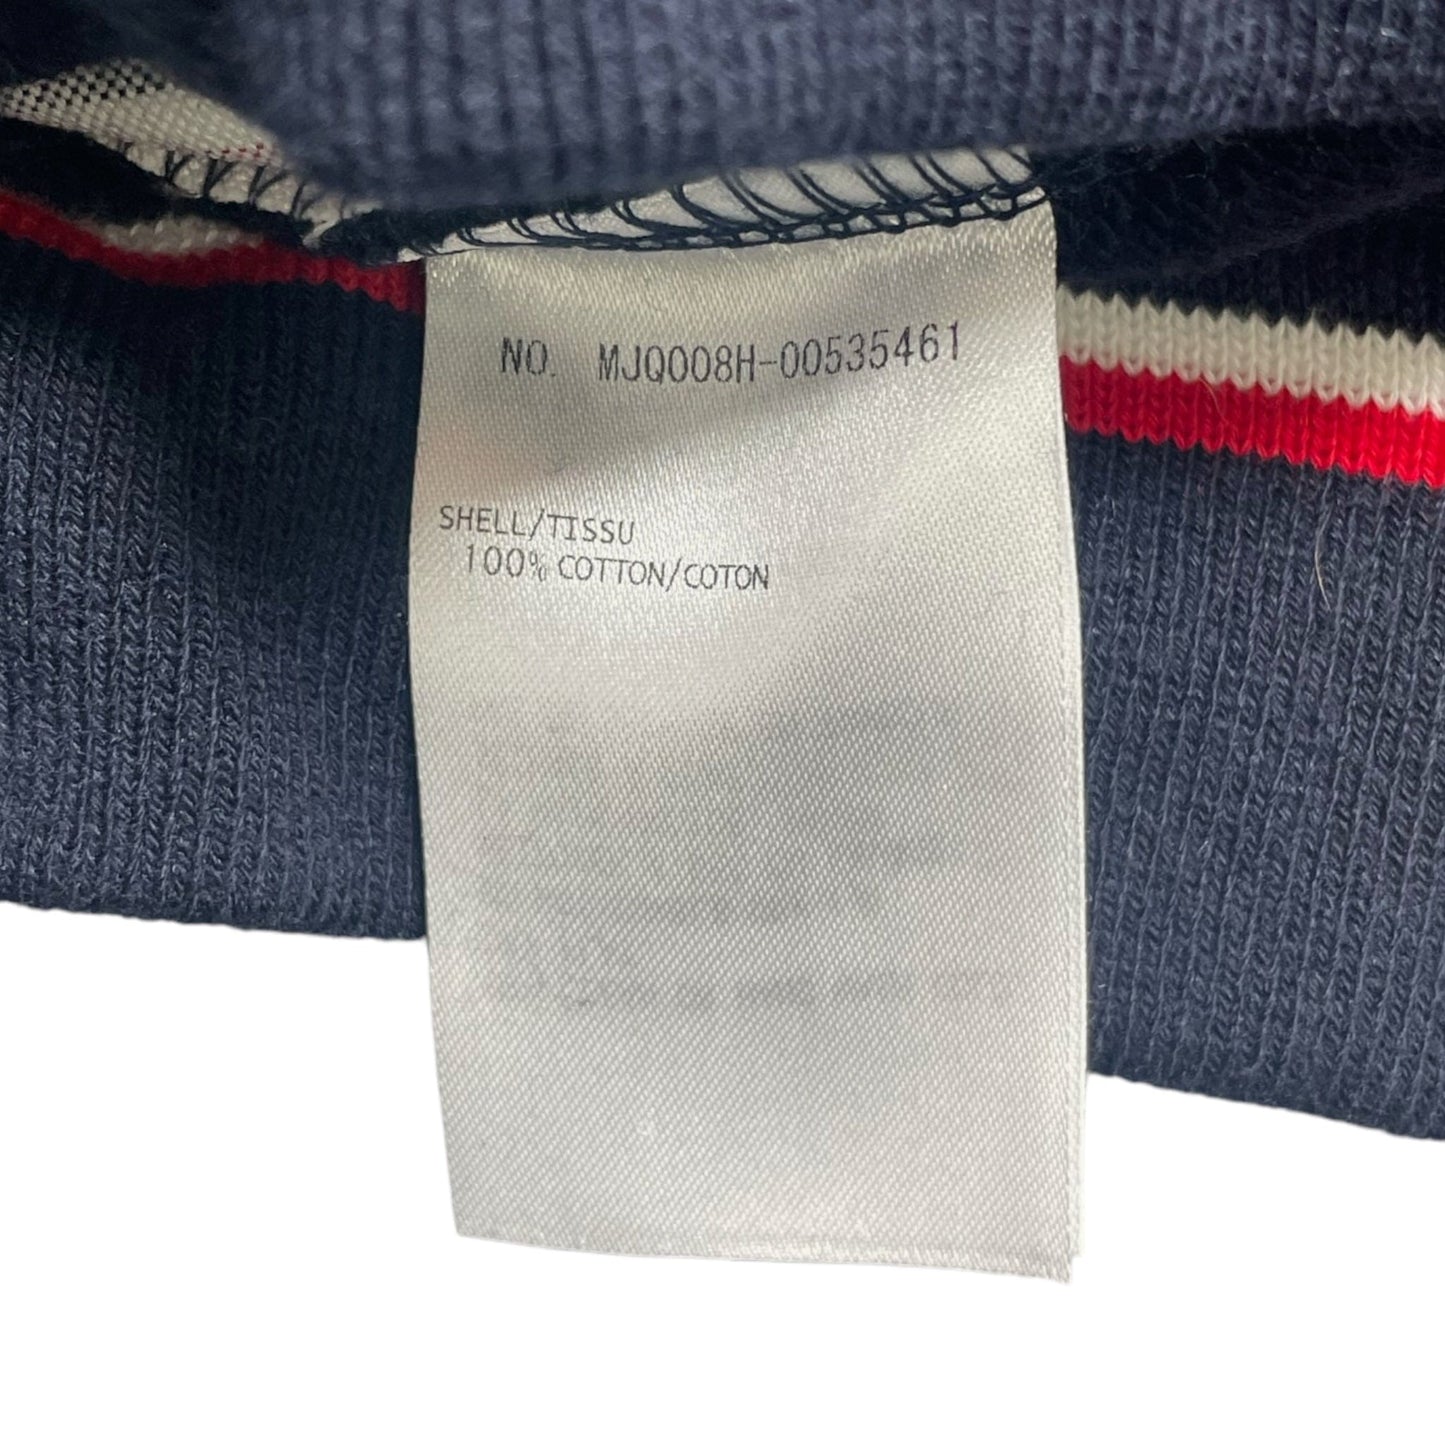 NO. MJQ008H-00535461
SHELL/TISSU
100% COTTON/COTON